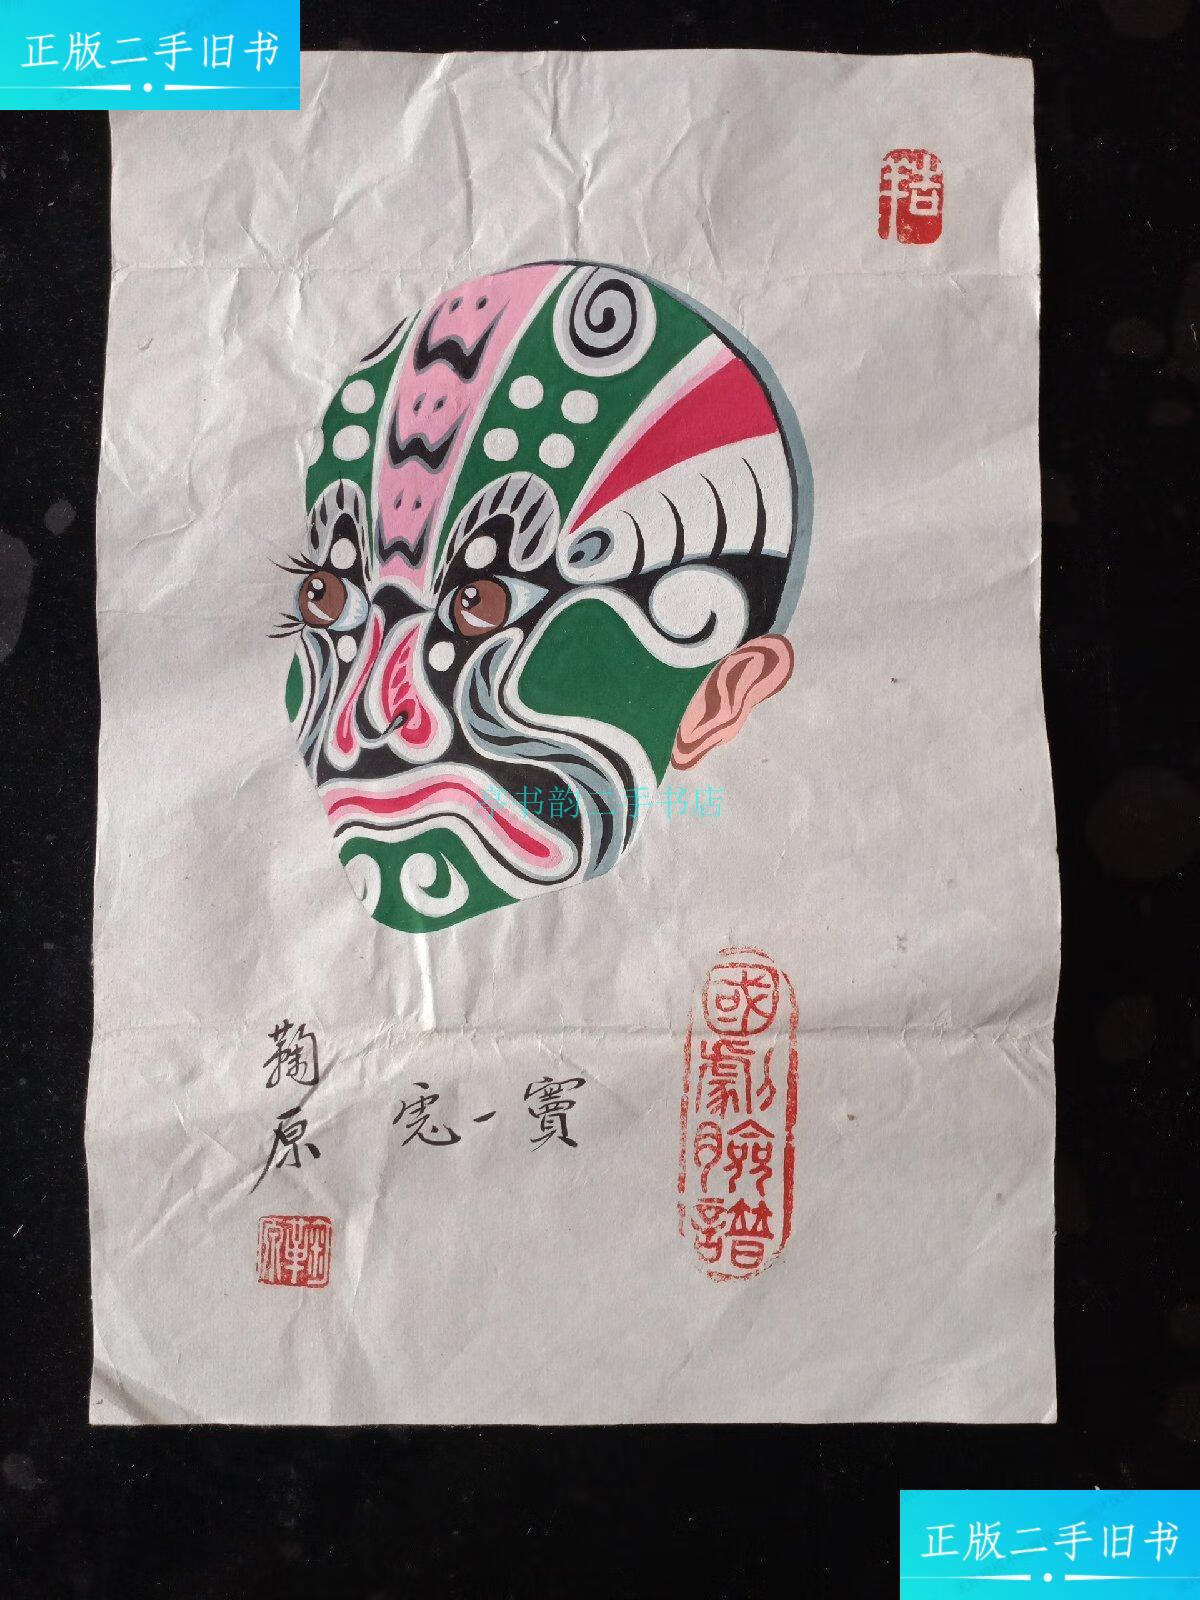 正版二手旧书
國劇臉譜
竇一虎
鞠原
书韵二手书店
正版二手旧书